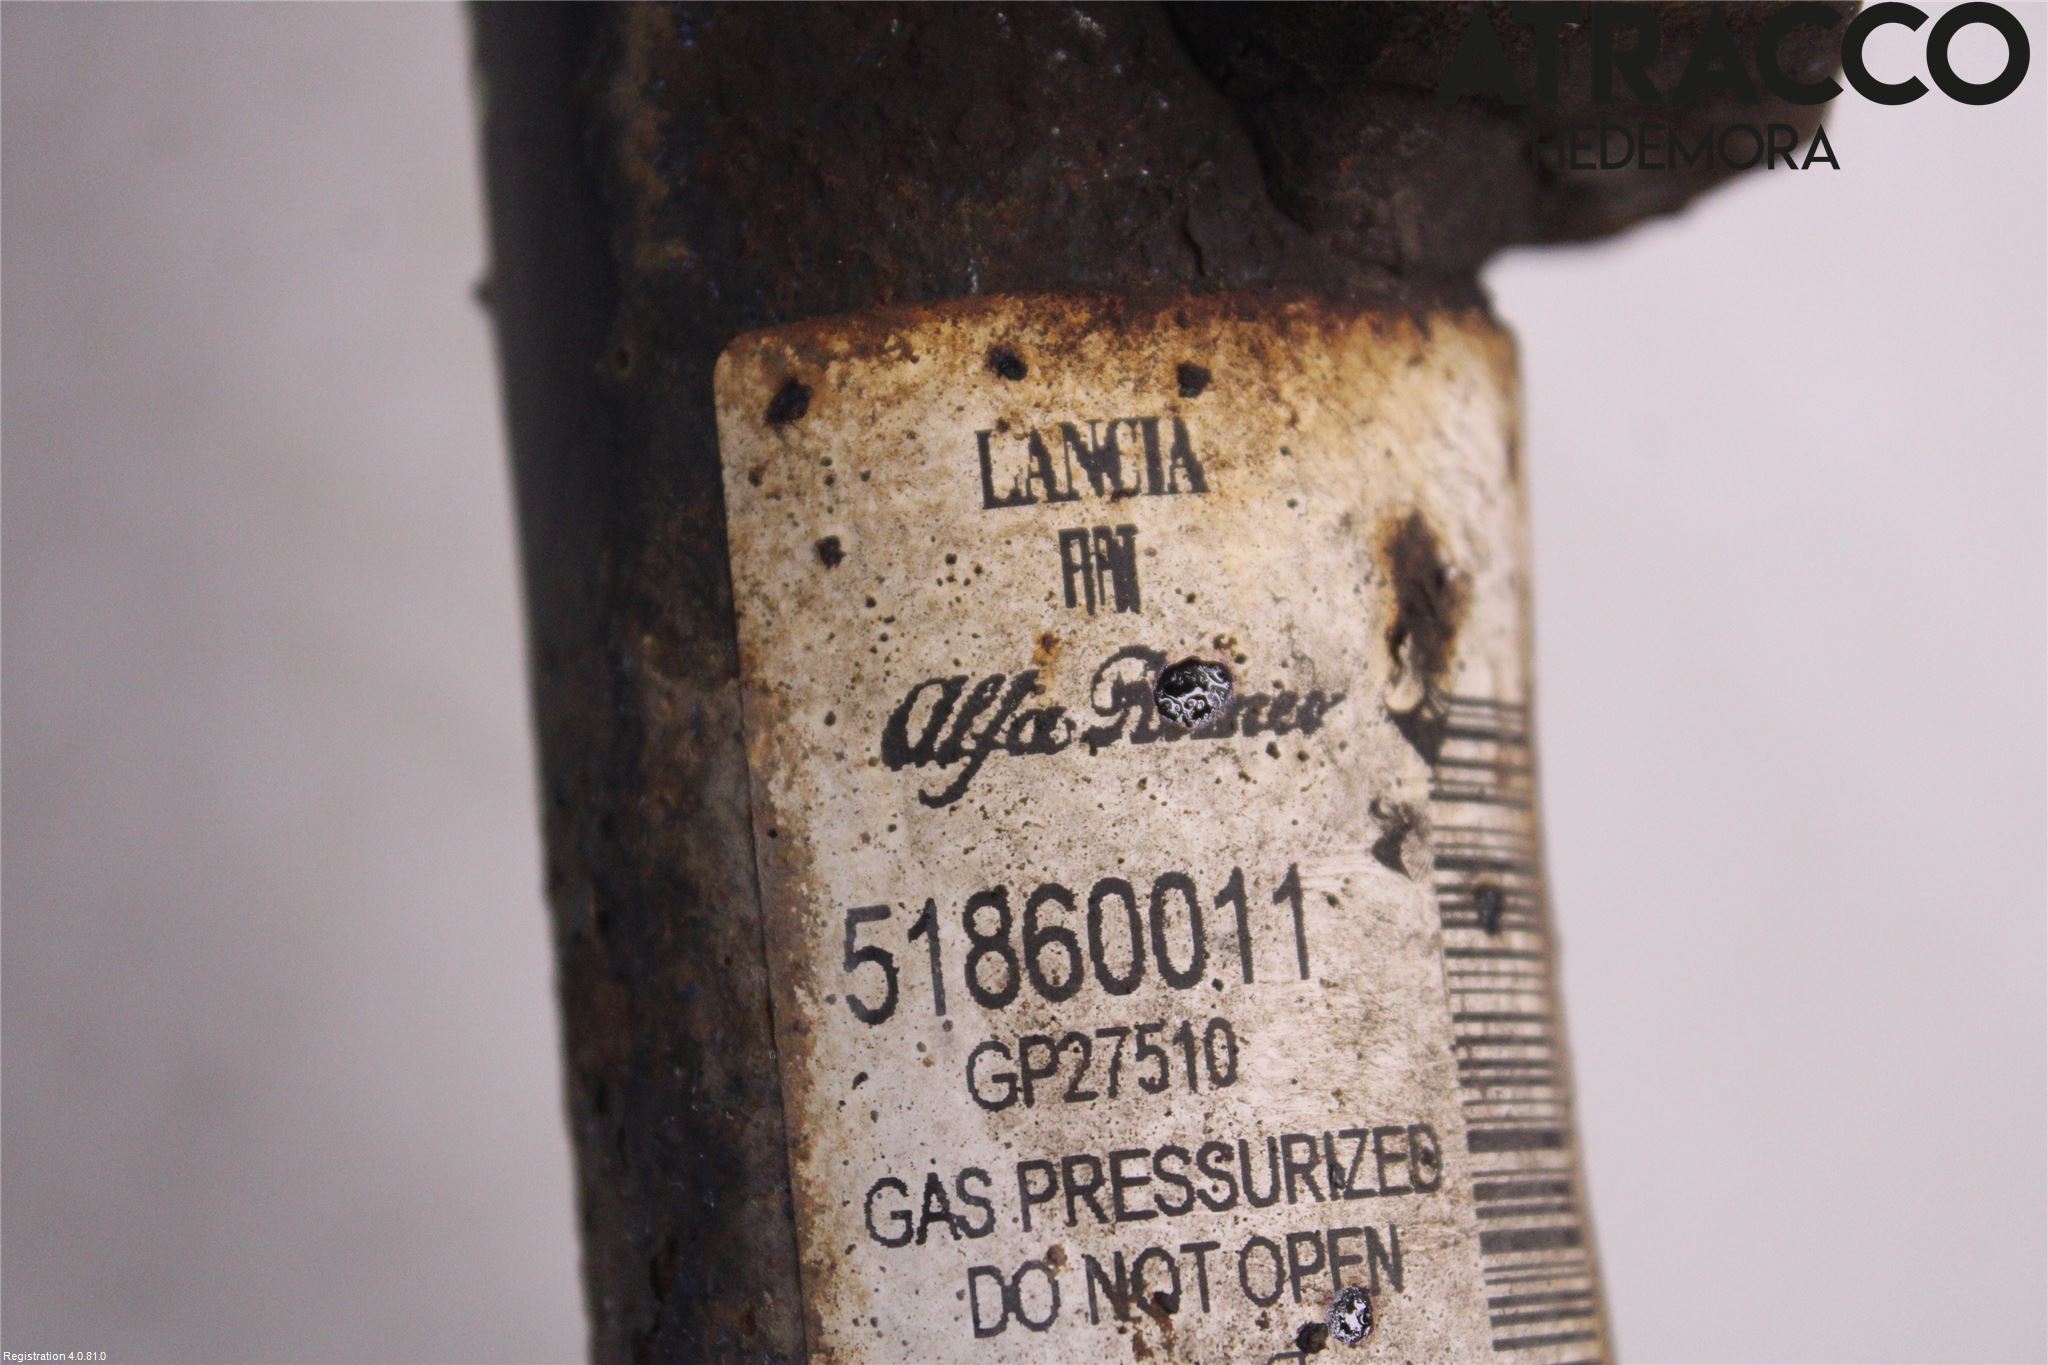 ATRACCO
HEDEMORA
LANCIA
FIAT
Alfa Romeo
51860011
GP27510
GAS PRESSURIZED
DO NOT OPEN
Registration 4.0.81.0